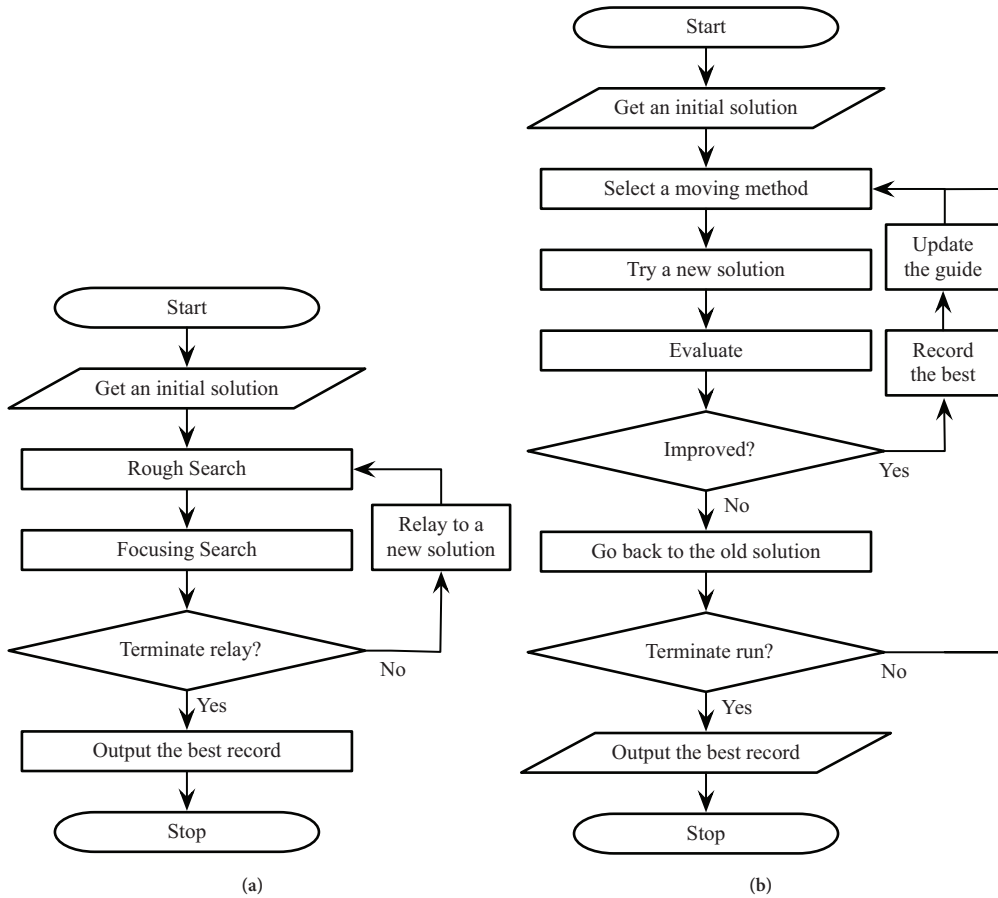 Start
Get an initial solution
Rough Search
Relay to a
new solution
Focusing Search
Terminate relay?
No
Yes
Output the best record
Stop
(a)
Start
Get an initial solution
Select a moving method
Update
the guide
Try a new solution
Evaluate
Record
the best
Improved?
Yes
No
Go back to the old solution
Terminate run?
No
Yes
Output the best record
Stop
(b)